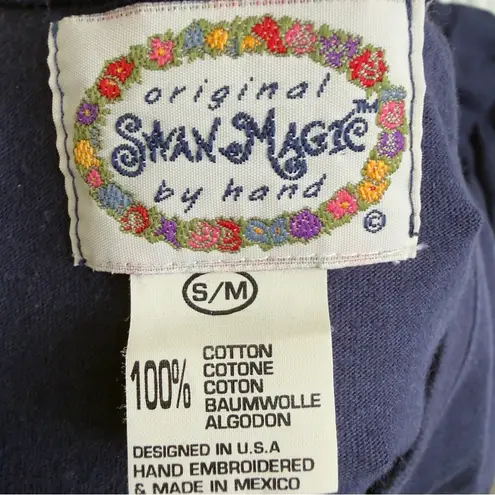 original
SWAN MAGIC™
by hand
©
S/M
100% COTTON
COTONE
COTON
BAUMWOLLE
ALGODON
DESIGNED IN U.S.A
HAND EMBROIDERED
& MADE IN MEXICO